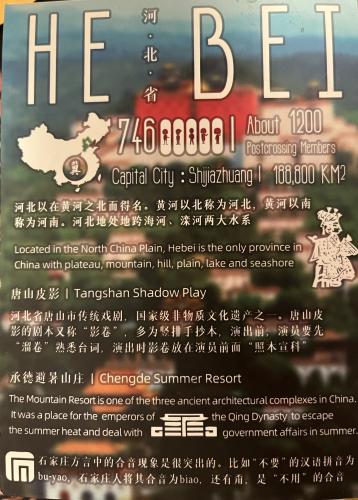 HE BEI
河·北·省
746 00000 | About 1200
Postcrossing Members
冀
Capital City : Shijiazhuang | 188,800 KM²
河北以在黄河之北而得名。黄河以北称为河北，黄河以南
称为河南。河北地处地跨海河、滦河两大水系
Located in the North China Plain, Hebei is the only province in
China with plateau, mountain, hill, plain, lake and seashore
唐山皮影 | Tangshan Shadow Play
河北省唐山市传统戏剧，国家级非物质文化遗产之一。唐山皮
影的剧本又称“影卷”，多为竖排手抄本，演出前，演员要先
“溜卷”熟悉台词，演出时影卷放在演员前面“照本宣科”
承德避暑山庄 | Chengde Summer Resort
The Mountain Resort is one of the three ancient architectural complexes in China.
It was a place for the emperors of the Qing Dynasty to escape
the summer heat and deal with government affairs in summer.
石家庄方言中的合音现象是很突出的。比如“不要”的汉语拼音为
bu-yao，石家庄人将其合音为biao，还有甭，是“不用”的合音